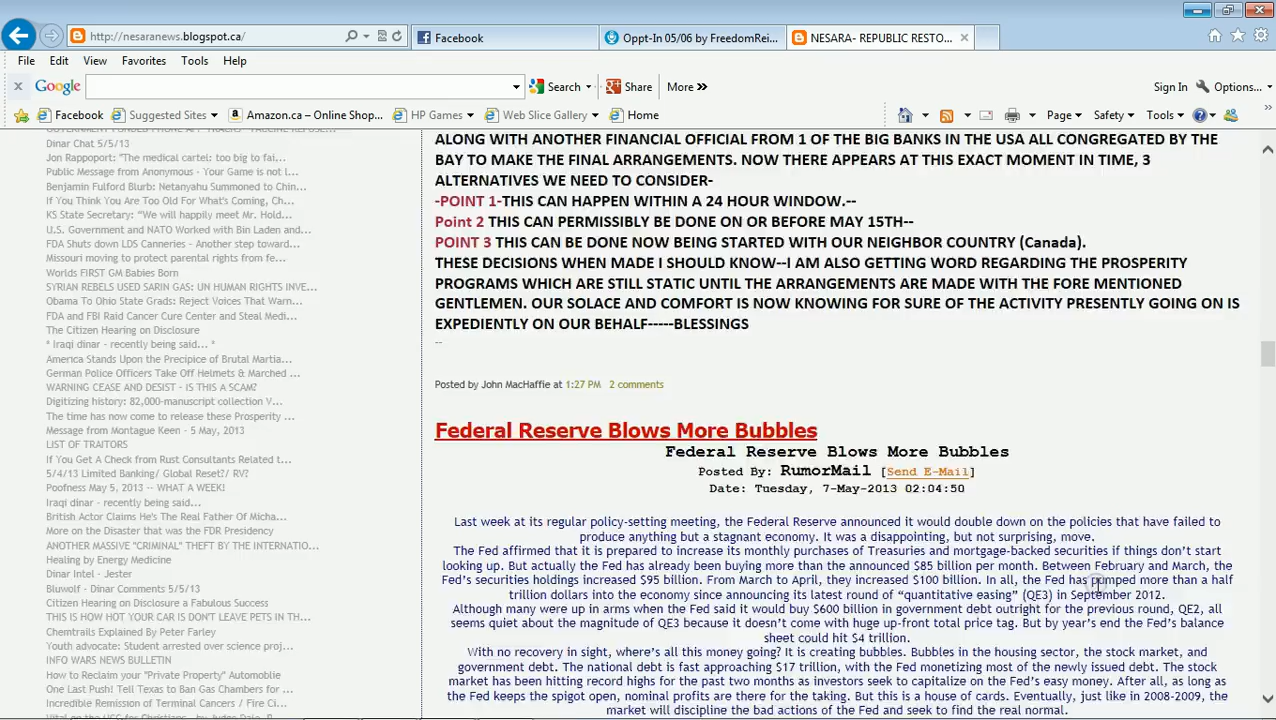 http://nesaranews.blogspot.ca/
Facebook
Oppt-In 05/06 by FreedomRei...
NESARA- REPUBLIC RESTO...
File Edit View Favorites Tools Help
Google
Search
Share
More »
Sign In
Options...
Facebook
Suggested Sites
Amazon.ca – Online Shop...
HP Games
Web Slice Gallery
Home
Page
Safety
Tools
Dinar Chat 5/5/13
Jon Rappoport: "The medical cartel: too big to fai...
Public Message from Anonymous - Your Game is not l...
Benjamin Fulford Blurb: Netanyahu Summoned to Chin...
If You Think You Are Too Old For What's Coming, C...
KS State Secretary: "We will happily meet Mr. Hold...
U.S. Government and NATO Worked with Bin Laden and...
FDA Shuts down LDS Canneries - Another step toward...
Missouri moving to protect parental rights from fe...
Worlds FIRST GM Babies Born
SYRIAN REBELS USED SARIN GAS: UN HUMAN RIGHTS INVE...
Obama To Ohio State Grads: Reject Voices That Warn...
FDA and FBI Raid Cancer Cure Center and Steal Medi...
The Citizen Hearing on Disclosure
* Iraqi dinar - recently being said... *
America Stands Upon the Precipice of Brutal Martia...
German Police Officers Take Off Helmets & Marched ...
WARNING CEASE AND DESIST - IS THIS A SCAM?
Digitizing history: 82,000-manuscript collection V...
The time has now come to release these Prosperity ...
Message from Montague Keen - 5 May, 2013
LIST OF TRAITORS
If You Get A Check from Rust Consultants Related t...
5/4/13 Limited Banking/ Global Reset?/ RV?
Poofness May 5, 2013 -- WHAT A WEEK!
Iraqi dinar - recently being said...
British Actor Claims He's The Real Father Of Micha...
More on the Disaster that was the FDR Presidency
ANOTHER MASSIVE "CRIMINAL" THEFT BY THE INTERNATIO...
Healing by Energy Medicine
Dinar Intel - Jester
Bluwolf - Dinar Comments 5/5/13
Citizen Hearing on Disclosure a Fabulous Success
THIS IS HOW HOT YOUR CAR IS DON'T LEAVE PETS IN TH...
Chemtrails Explained By Peter Farley
Youth advocate: Student arrested over science proj...
INFO WARS NEWS BULLETIN
How to Reclaim your "Private Property" Automoblie
One Last Push! Tell Texas to Ban Gas Chambers for ...
Incredible Remission of Terminal Cancers / Fire Ci...
ALONG WITH ANOTHER FINANCIAL OFFICIAL FROM 1 OF THE BIG BANKS IN THE USA ALL CONGREGATED BY THE
BAY TO MAKE THE FINAL ARRANGEMENTS. NOW THERE APPEARS AT THIS EXACT MOMENT IN TIME, 3
ALTERNATIVES WE NEED TO CONSIDER-
-POINT 1-THIS CAN HAPPEN WITHIN A 24 HOUR WINDOW.--
Point 2 THIS CAN PERMISSIBLY BE DONE ON OR BEFORE MAY 15TH--
POINT 3 THIS CAN BE DONE NOW BEING STARTED WITH OUR NEIGHBOR COUNTRY (Canada).
THESE DECISIONS WHEN MADE I SHOULD KNOW--I AM ALSO GETTING WORD REGARDING THE PROSPERITY
PROGRAMS WHICH ARE STILL STATIC UNTIL THE ARRANGEMENTS ARE MADE WITH THE FORE MENTIONED
GENTLEMEN. OUR SOLACE AND COMFORT IS NOW KNOWING FOR SURE OF THE ACTIVITY PRESENTLY GOING ON IS
EXPEDIENTLY ON OUR BEHALF-----BLESSINGS
--
Posted by John MacHaffie at 1:27 PM 2 comments
Federal Reserve Blows More Bubbles
Federal Reserve Blows More Bubbles
Posted By: RumorMail [Send E-Mail]
Date: Tuesday, 7-May-2013 02:04:50
Last week at its regular policy-setting meeting, the Federal Reserve announced it would double down on the policies that have failed to
produce anything but a stagnant economy. It was a disappointing, but not surprising, move.
The Fed affirmed that it is prepared to increase its monthly purchases of Treasuries and mortgage-backed securities if things don’t start
looking up. But actually the Fed has already been buying more than the announced $85 billion per month. Between February and March, the
Fed’s securities holdings increased $95 billion. From March to April, they increased $100 billion. In all, the Fed has pumped more than a half
trillion dollars into the economy since announcing its latest round of “quantitative easing” (QE3) in September 2012.
Although many were up in arms when the Fed said it would buy $600 billion in government debt outright for the previous round, QE2, all
seems quiet about the magnitude of QE3 because it doesn’t come with huge up-front total price tag. But by year’s end the Fed’s balance
sheet could hit $4 trillion.
With no recovery in sight, where’s all this money going? It is creating bubbles. Bubbles in the housing sector, the stock market, and
government debt. The national debt is fast approaching $17 trillion, with the Fed monetizing most of the newly issued debt. The stock
market has been hitting record highs for the past two months as investors seek to capitalize on the Fed’s easy money. After all, as long as
the Fed keeps the spigot open, nominal profits are there for the taking. But this is a house of cards. Eventually, just like in 2008-2009, the
market will discipline the bad actions of the Fed and seek to find the real normal.